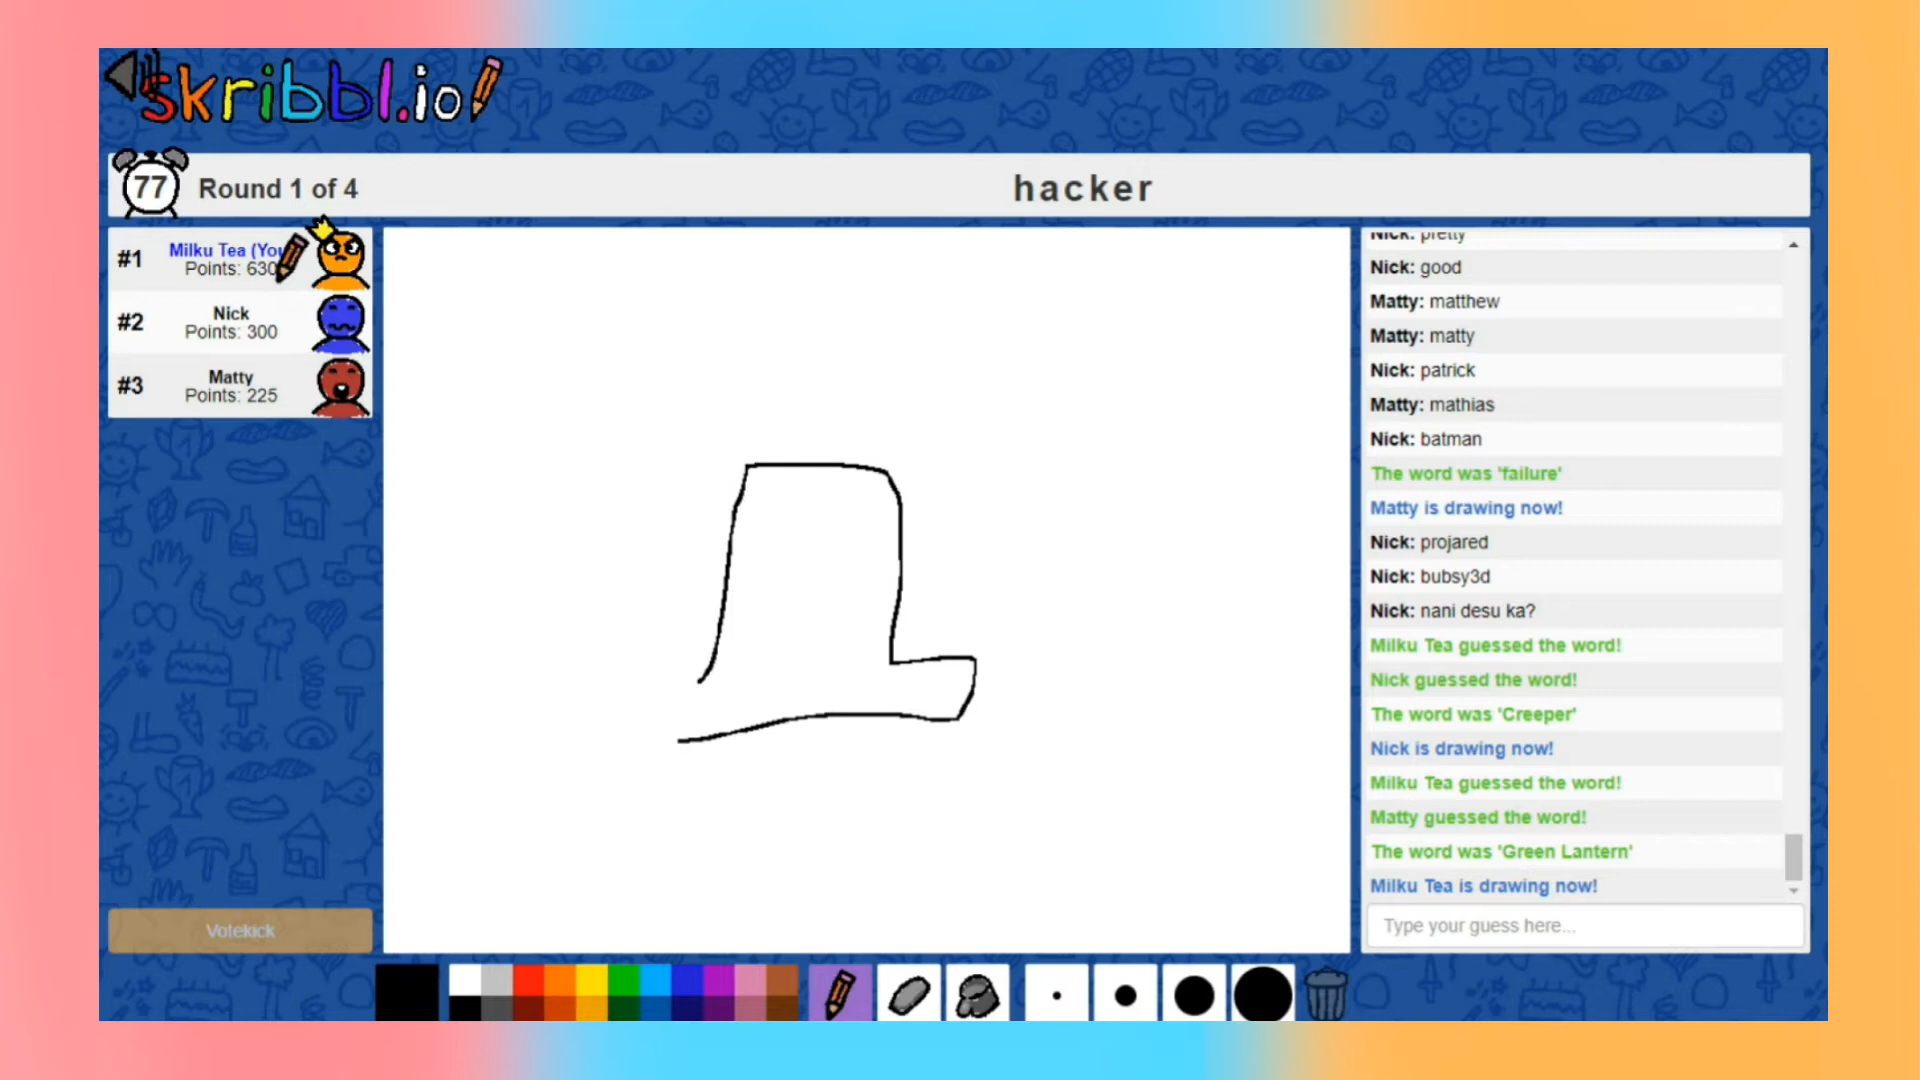 skribbl.io
77
Round 1 of 4
hacker
#1
Milku Tea (You
Points: 630
#2
Nick
Points: 300
#3
Matty
Points: 225
Nick: pretty
Nick: good
Matty: matthew
Matty: matty
Nick: patrick
Matty: mathias
Nick: batman
The word was 'failure'
Matty is drawing now!
Nick: projared
Nick: bubsy3d
Nick: nani desu ka?
Milku Tea guessed the word!
Nick guessed the word!
The word was 'Creeper'
Nick is drawing now!
Milku Tea guessed the word!
Matty guessed the word!
The word was 'Green Lantern'
Milku Tea is drawing now!
Votekick
Type your guess here...